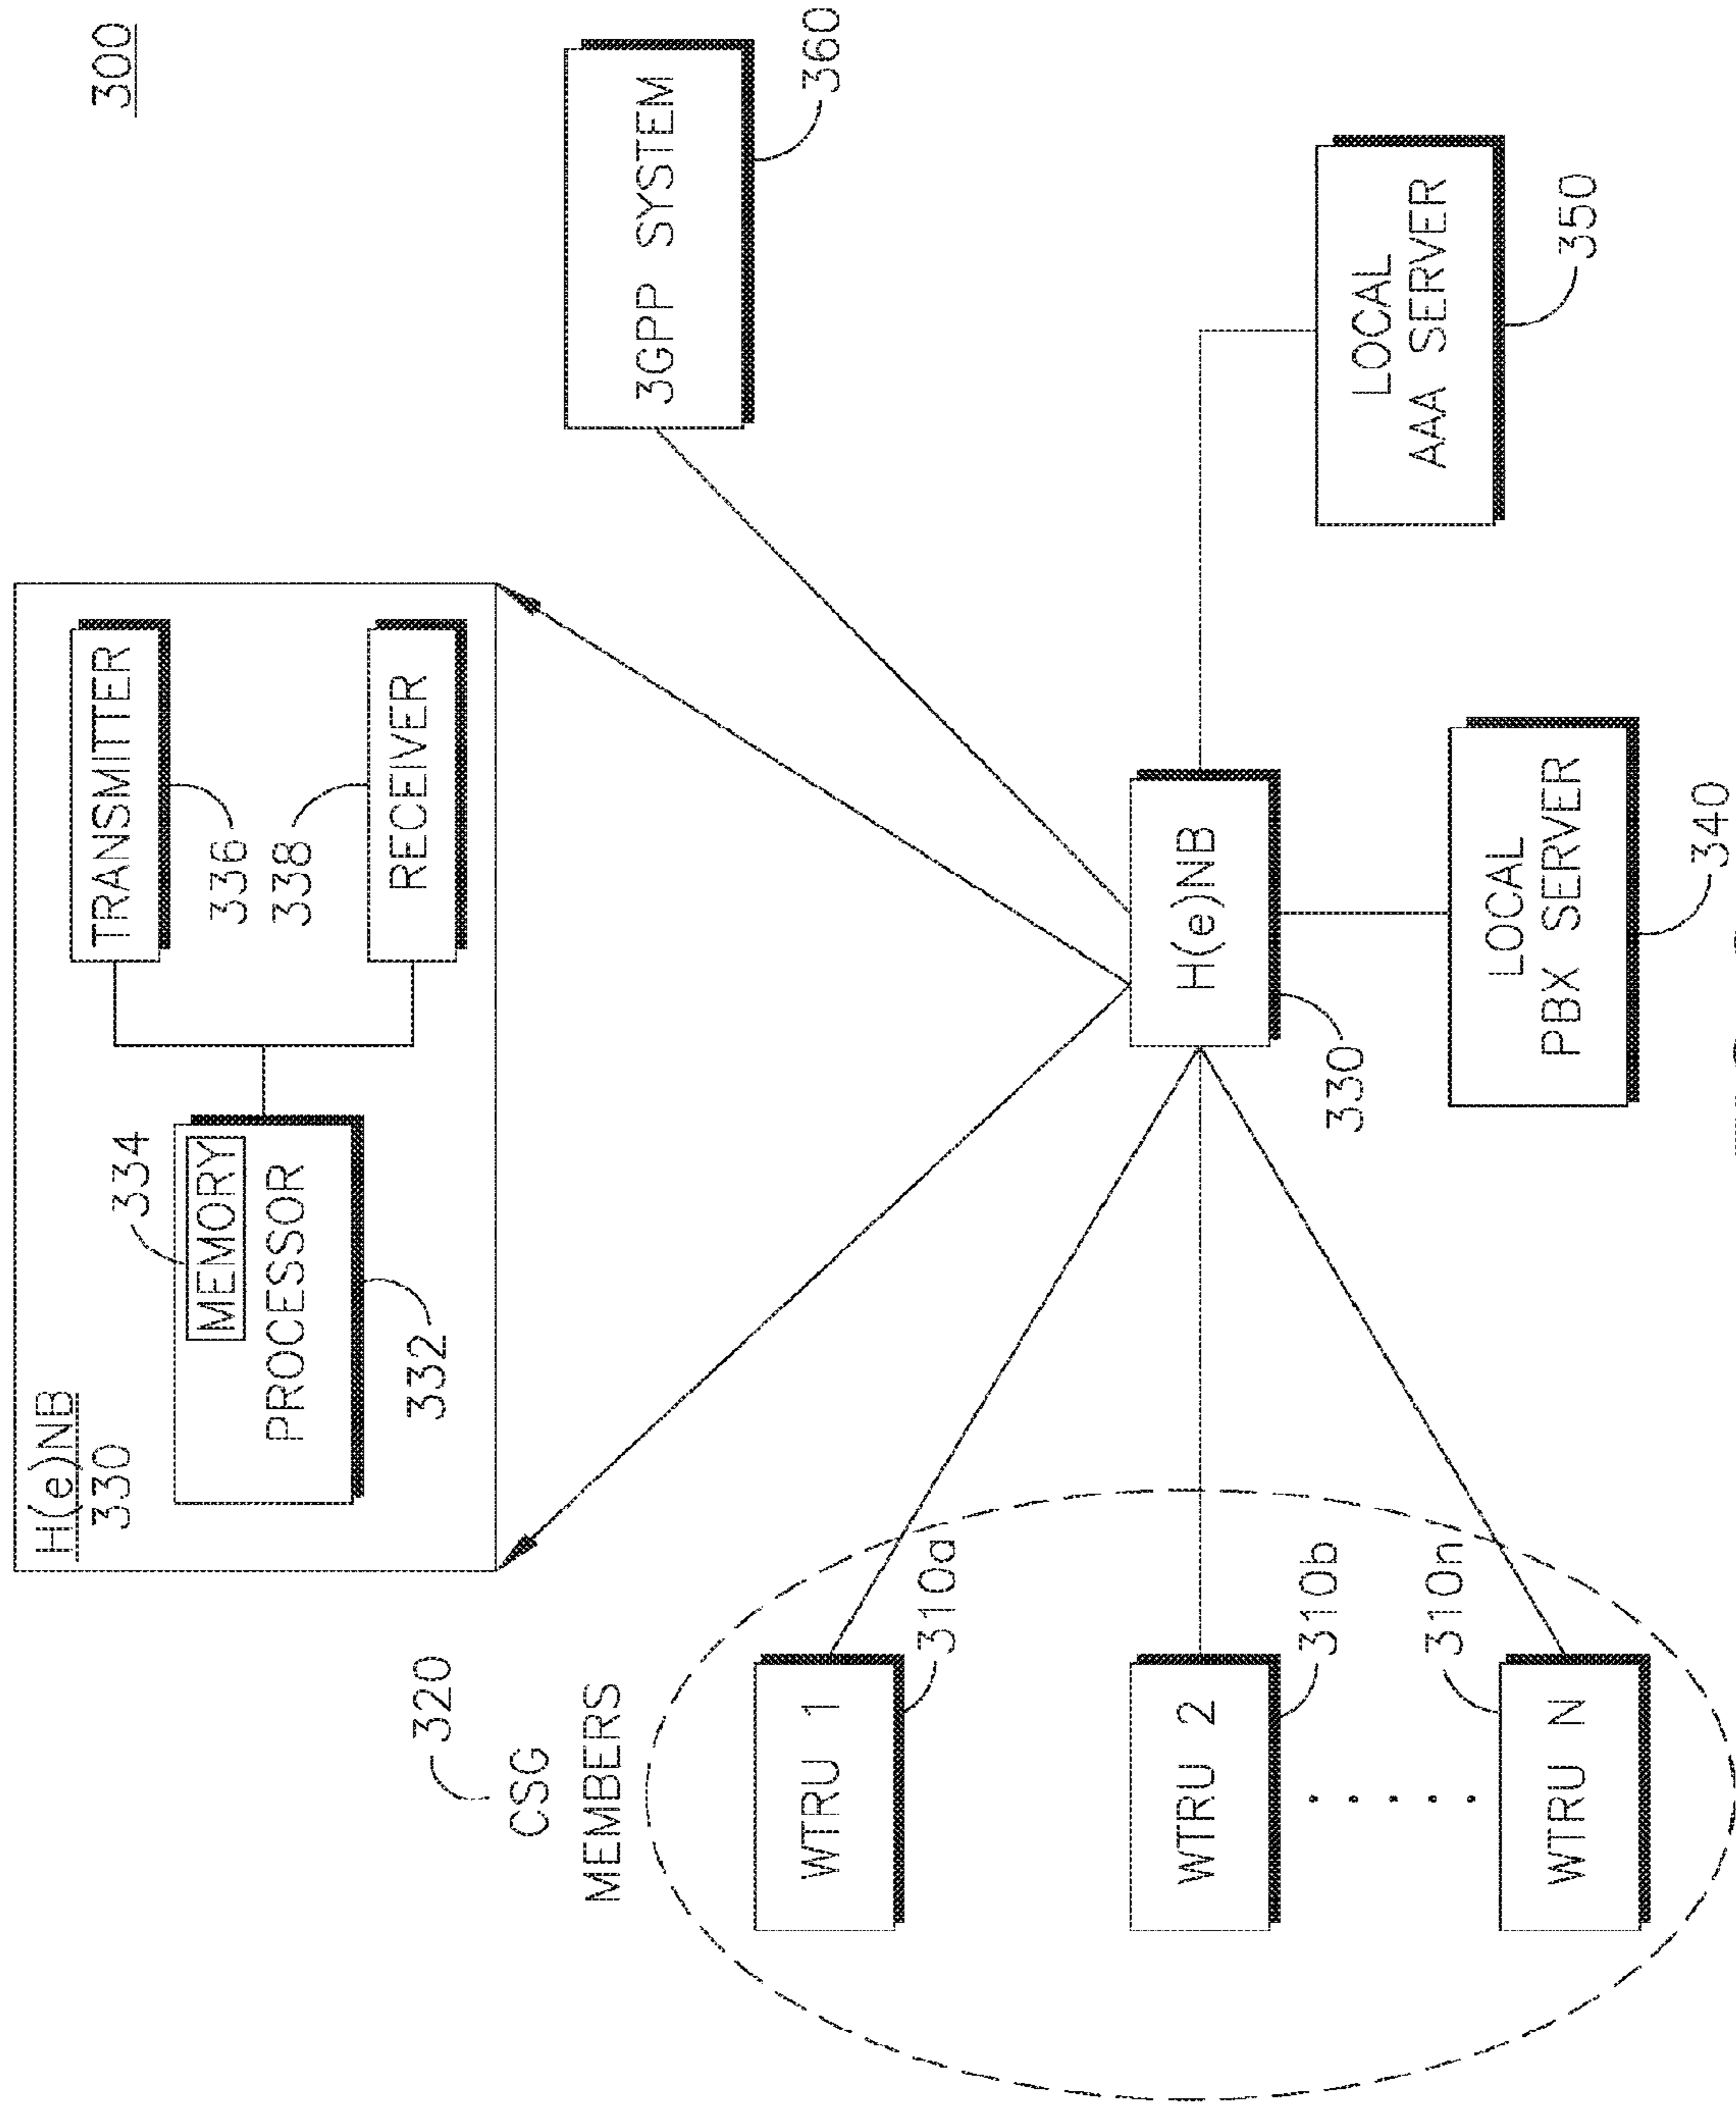 300
H(e)NB
330
334
MEMORY
PROCESSOR
332
TRANSMITTER
336
338
RECEIVER
320
CSG
MEMBERS
3GPP SYSTEM
360
WTRU 1
310a
WTRU 2
310b
. . . . .
310n
WTRU N
H(e)NB
330
LOCAL
AAA SERVER
350
LOCAL
PBX SERVER
340